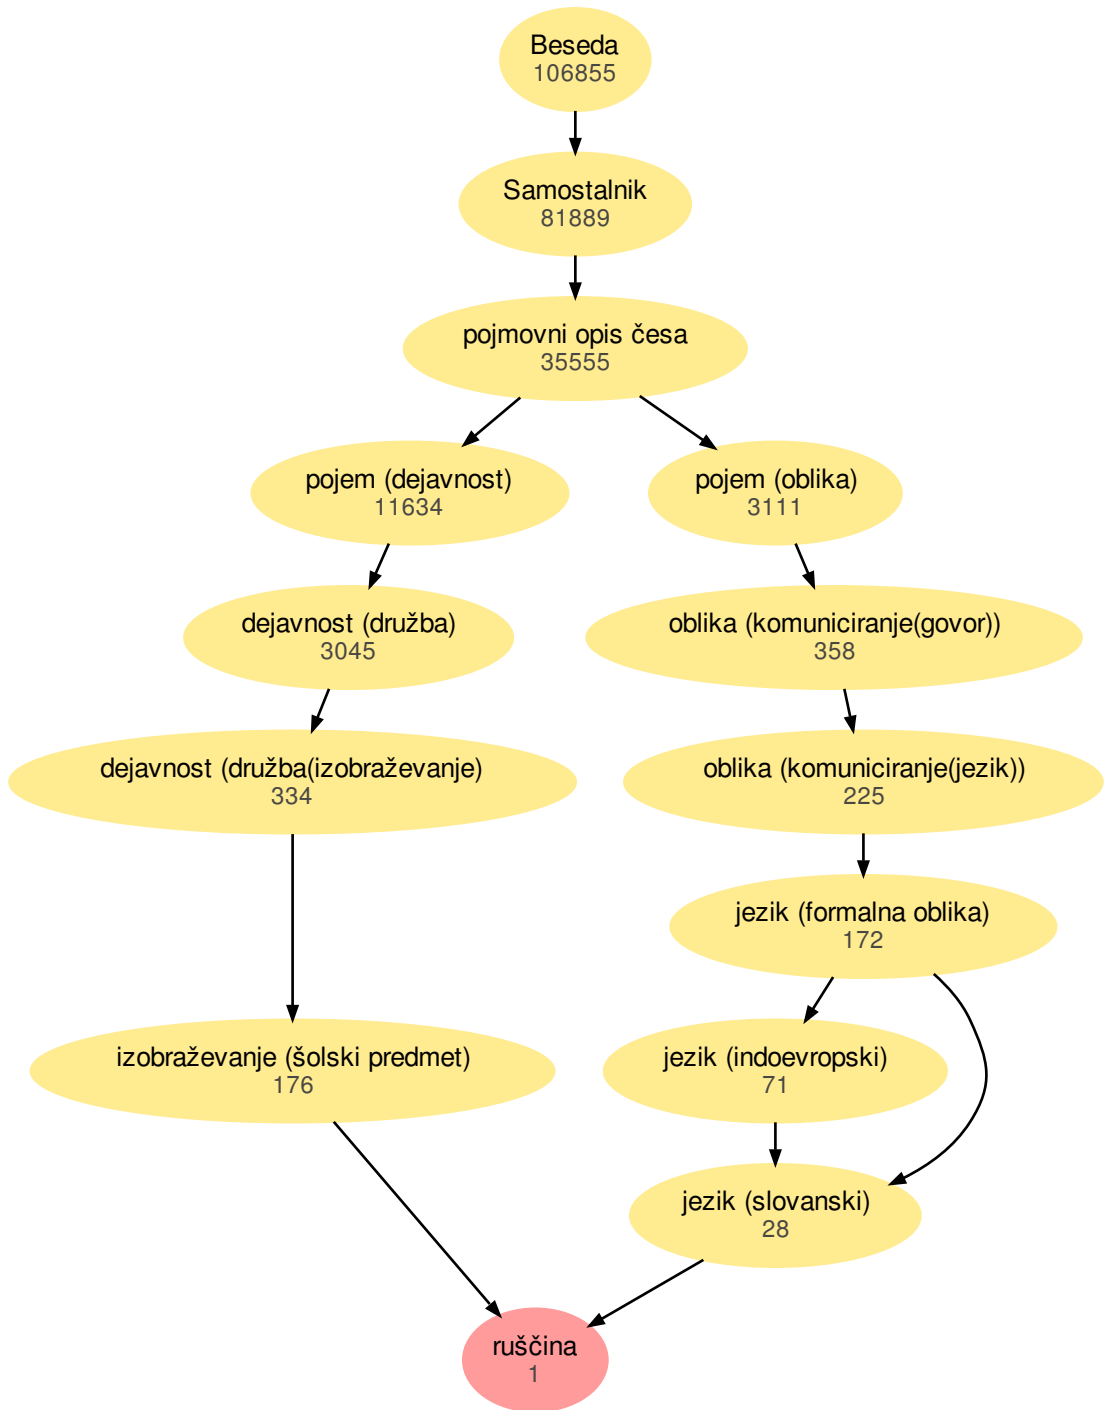 Beseda
106855
Samostalnik
81889
pojmovni opis česa
35555
pojem (dejavnost)
11634
pojem (oblika)
3111
dejavnost (družba)
3045
oblika (komuniciranje(govor))
358
dejavnost (družba(izobraževanje)
334
oblika (komuniciranje(jezik))
225
jezik (formalna oblika)
172
izobraževanje (šolski predmet)
176
jezik (indoevropski)
71
jezik (slovanski)
28
ruščina
1